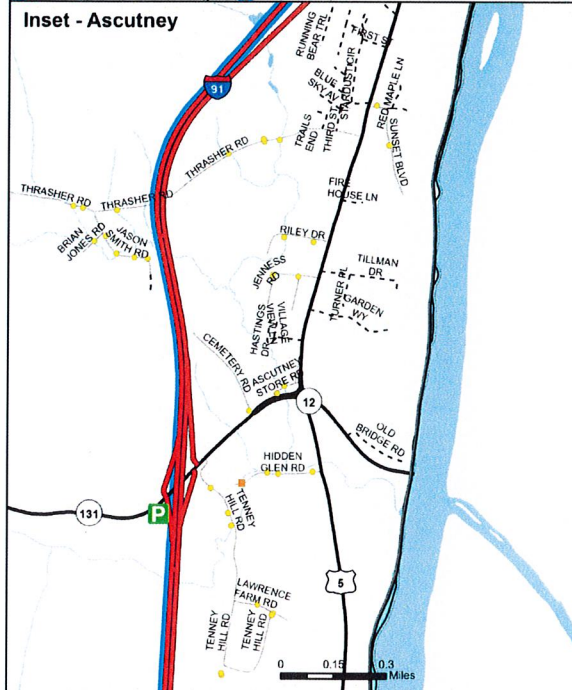 Inset - Ascutney
RUNNING
BEAR TRL
FIRST S
BLUE
SKY AV
STARDUST CIR
THIRD ST
TRAILS
END
RED MAPLE LN
SUNSET BLVD
91
THRASHER RD
THRASHER RD
THRASHER RD
BRIAN
JONES RD
JASON
SMITH RD
FIRE
HOUSE LN
RILEY DR
JENNESS
RD
TILLMAN
DR
TURNER PL
GARDEN
WY
HASTINGS
DR
VILLAGE
VIEW
CEMETERY RD
ASCUTNEY
STORE RD
12
OLD
BRIDGE RD
HIDDEN
GLEN RD
TENNEY
HILL RD
131
P
5
LAWRENCE
FARM RD
TENNEY
HILL RD
TENNEY
HILL RD
0 0.15 0.3
Miles